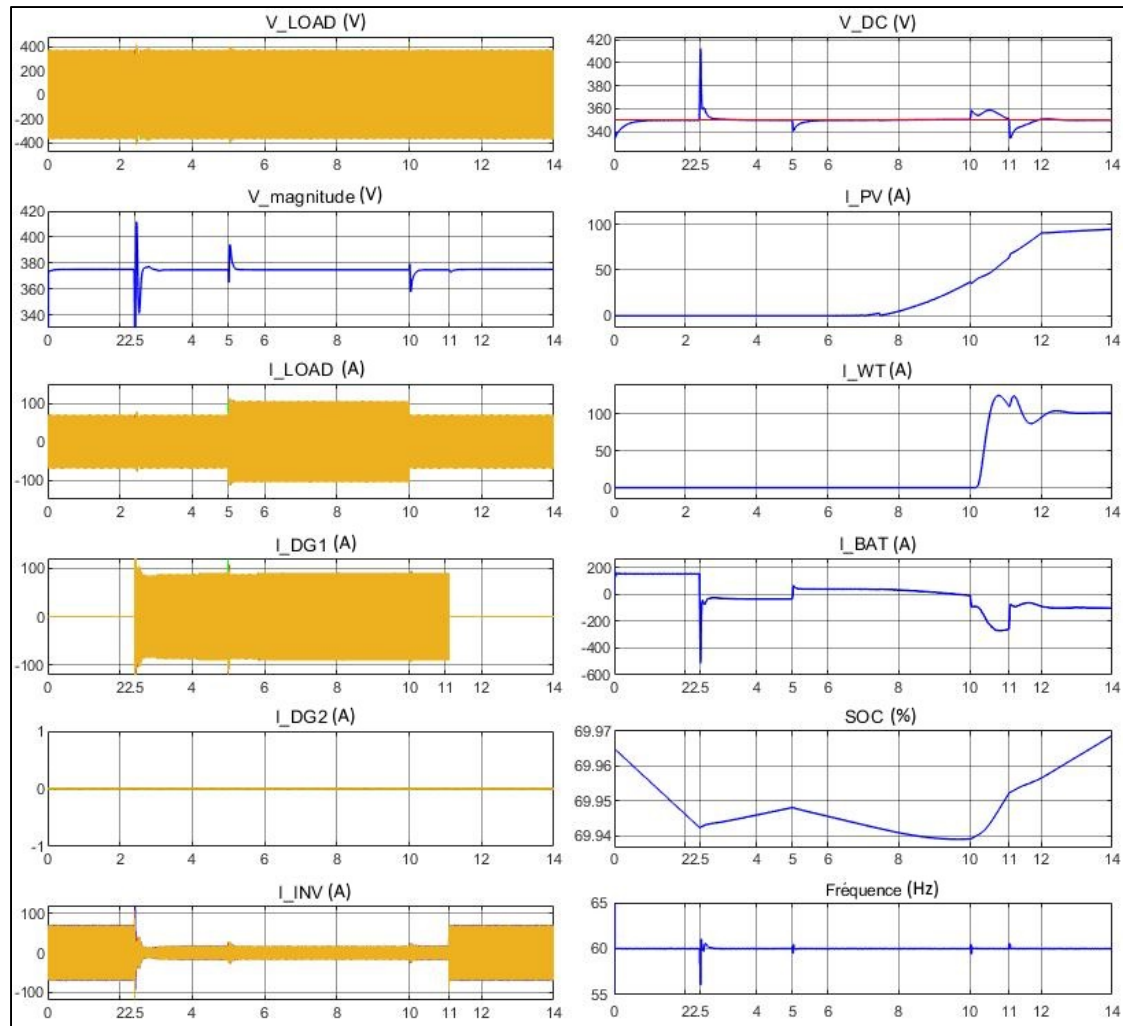 V_LOAD (V)
400
200
0
-200
-400
0 2 2.5 4 5 6 8 10 12 14
V_magnitude (V)
420
400
380
360
340
0 22.5 4 5 6 8 10 11 12 14
I_LOAD (A)
100
0
-100
0 22.5 4 5 6 8 10 12 14
I_DG1 (A)
100
0
-100
0 22.5 4 5 6 8 10 11 12 14
I_DG2 (A)
1
0
-1
0 2 4 6 8 10 12 14
I_INV (A)
100
0
-100
0 22.5 4 5 6 8 10 11 12 14
V_DC (V)
420
400
380
360
340
0 22.5 4 5 6 8 10 11 12 14
I_PV (A)
100
50
0
0 2 4 6 8 10 11 12 14
I_WT (A)
100
50
0
0 2 4 6 8 10 11 12 14
I_BAT (A)
200
0
-200
-400
-600
0 22.5 4 5 6 8 10 11 12 14
SOC (%)
69.97
69.96
69.95
69.94
0 22.5 4 5 6 8 10 11 12 14
Fréquence (Hz)
65
60
55
0 22.5 4 5 6 8 10 11 12 14